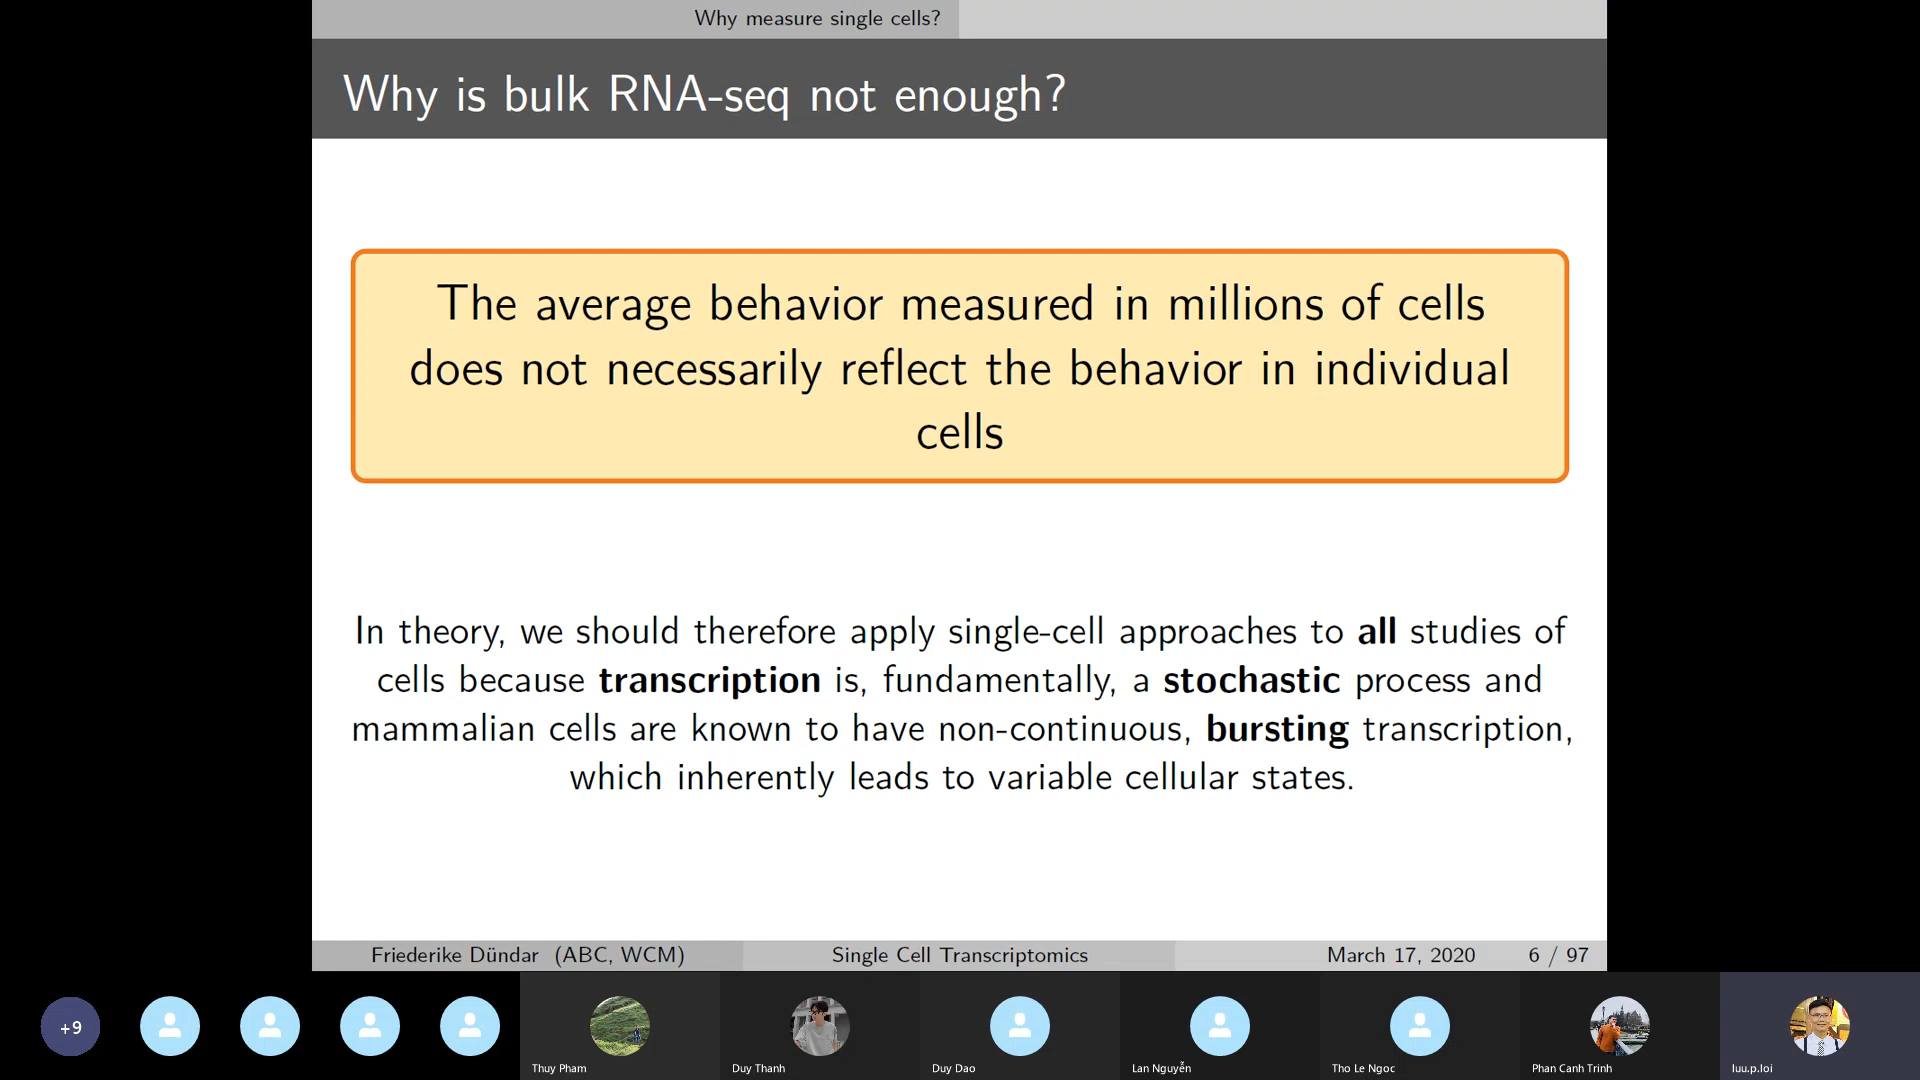 Why measure single cells?
Why is bulk RNA-seq not enough?
The average behavior measured in millions of cells
does not necessarily reflect the behavior in individual
cells
In theory, we should therefore apply single-cell approaches to all studies of
cells because transcription is, fundamentally, a stochastic process and
mammalian cells are known to have non-continuous, bursting transcription,
which inherently leads to variable cellular states.
Friederike Dündar (ABC, WCM)
Single Cell Transcriptomics
March 17, 2020
6 / 97
+9
Thuy Pham
Duy Thanh
Duy Dao
Lan Nguyễn
Tho Le Ngoc
Phan Canh Trinh
luu.p.loi